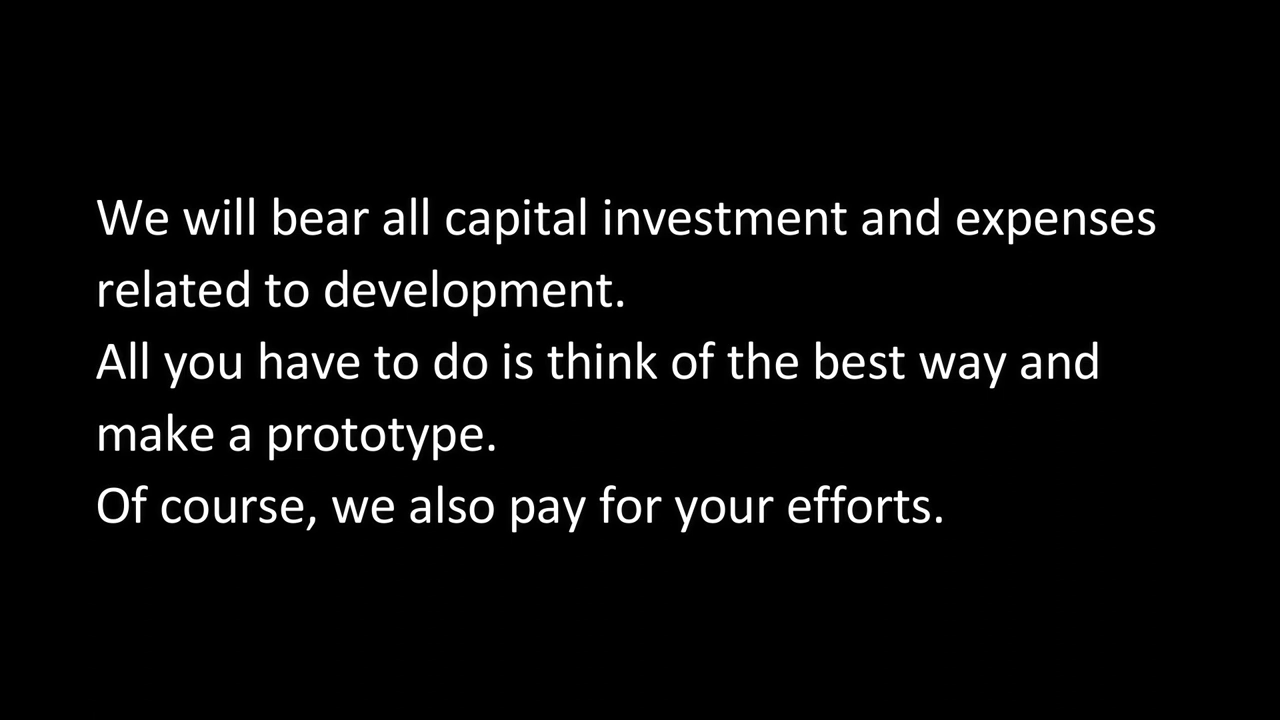 We will bear all capital investment and expenses
related to development.
All you have to do is think of the best way and
make a prototype.
Of course, we also pay for your efforts.